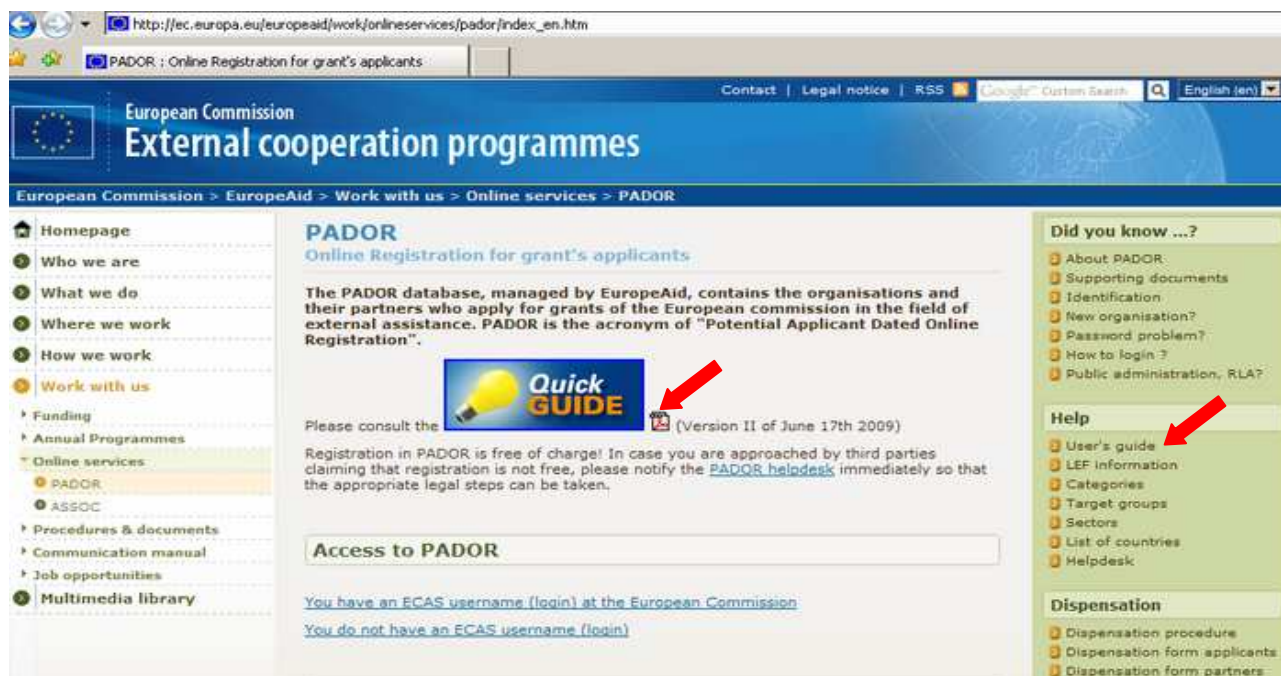 http://ec.europa.eu/europeaid/work/onlineservices/pador/index_en.htm
PADOR : Online Registration for grant's applicants
Contact | Legal notice | RSS
Google™ Custom Search
English (en)
European Commission
External cooperation programmes
European Commission > EuropeAid > Work with us > Online services > PADOR
Homepage
Who we are
What we do
Where we work
How we work
Work with us
Funding
Annual Programmes
Online services
PADOR
ASSOC
Procedures & documents
Communication manual
Job opportunities
Multimedia library
PADOR
Online Registration for grant's applicants
The PADOR database, managed by EuropeAid, contains the organisations and
their partners who apply for grants of the European commission in the field of
external assistance. PADOR is the acronym of "Potential Applicant Dated Online
Registration".
Quick
GUIDE
Please consult the (Version II of June 17th 2009)
Registration in PADOR is free of charge! In case you are approached by third parties
claiming that registration is not free, please notify the PADOR helpdesk immediately so that
the appropriate legal steps can be taken.
Access to PADOR
You have an ECAS username (login) at the European Commission
You do not have an ECAS username (login)
Did you know ...?
About PADOR
Supporting documents
Identification
New organisation?
Password problem?
How to login ?
Public administration, RLA?
Help
User's guide
LEF information
Categories
Target groups
Sectors
List of countries
Helpdesk
Dispensation
Dispensation procedure
Dispensation form applicants
Dispensation form partners